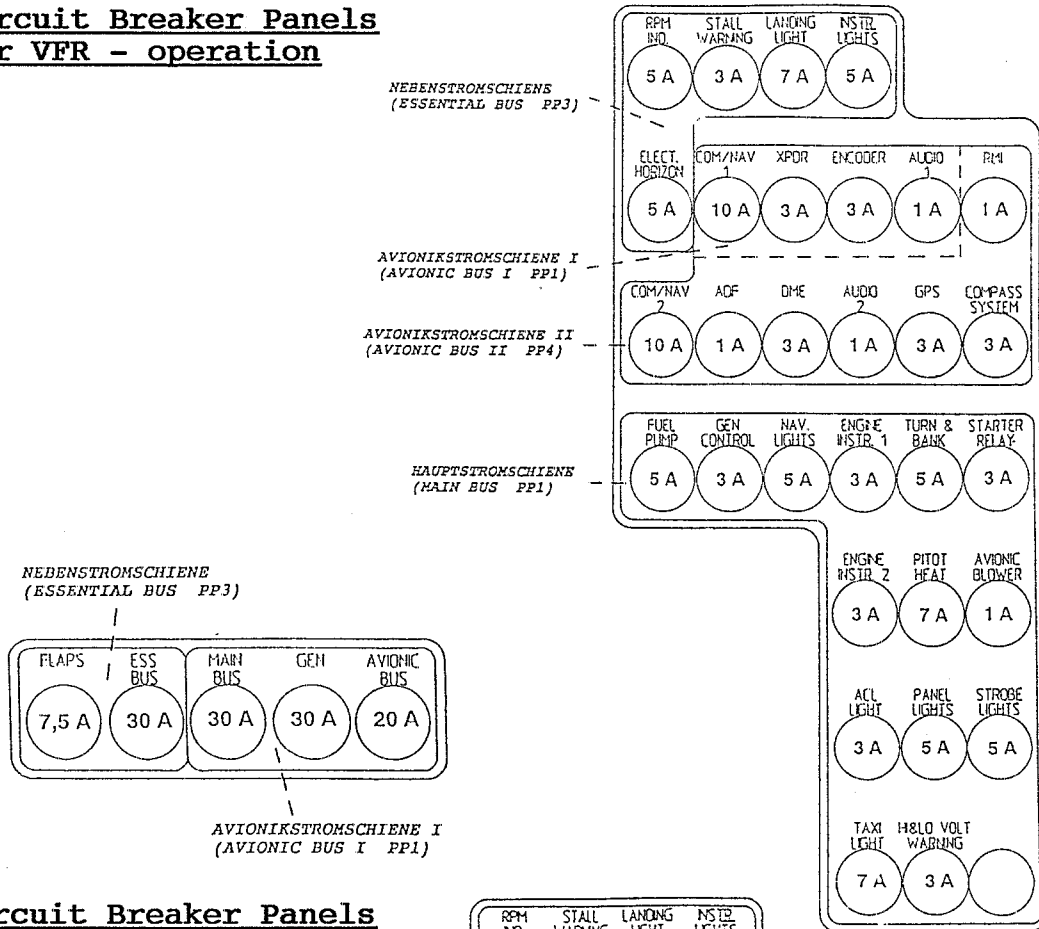 rcuit Breaker Panels
r VFR - operation
NEBENSTROMSCHIENE
(ESSENTIAL BUS PP3)
RPM IND. STALL WARNING LANDING LIGHT INSTR. LIGHTS
5 A 3 A 7 A 5 A
ELECT. HORIZON COM/NAV 1 XPDR ENCODER AUDIO 1 RMI
5 A 10 A 3 A 3 A 1 A 1 A
AVIONIKSTROMSCHIENE I
(AVIONIC BUS I PP1)
COM/NAV 2 ADF DME AUDIO 2 GPS COMPASS SYSTEM
10 A 1 A 3 A 1 A 3 A 3 A
AVIONIKSTROMSCHIENE II
(AVIONIC BUS II PP4)
FUEL PUMP GEN CONTROL NAV. LIGHTS ENGINE INSTR. 1 TURN & BANK STARTER RELAY
5 A 3 A 5 A 3 A 5 A 3 A
HAUPTSTROMSCHIENE
(MAIN BUS PP1)
ENGINE INSTR. 2 PITOT HEAT AVIONIC BLOWER
3 A 7 A 1 A
ACL LIGHT PANEL LIGHTS STROBE LIGHTS
3 A 5 A 5 A
TAXI LIGHT H&LO VOLT WARNING
7 A 3 A
NEBENSTROMSCHIENE
(ESSENTIAL BUS PP3)
FLAPS ESS BUS MAIN BUS GEN AVIONIC BUS
7,5 A 30 A 30 A 30 A 20 A
AVIONIKSTROMSCHIENE I
(AVIONIC BUS I PP1)
rcuit Breaker Panels
RPM STALL LANDING INSTR.